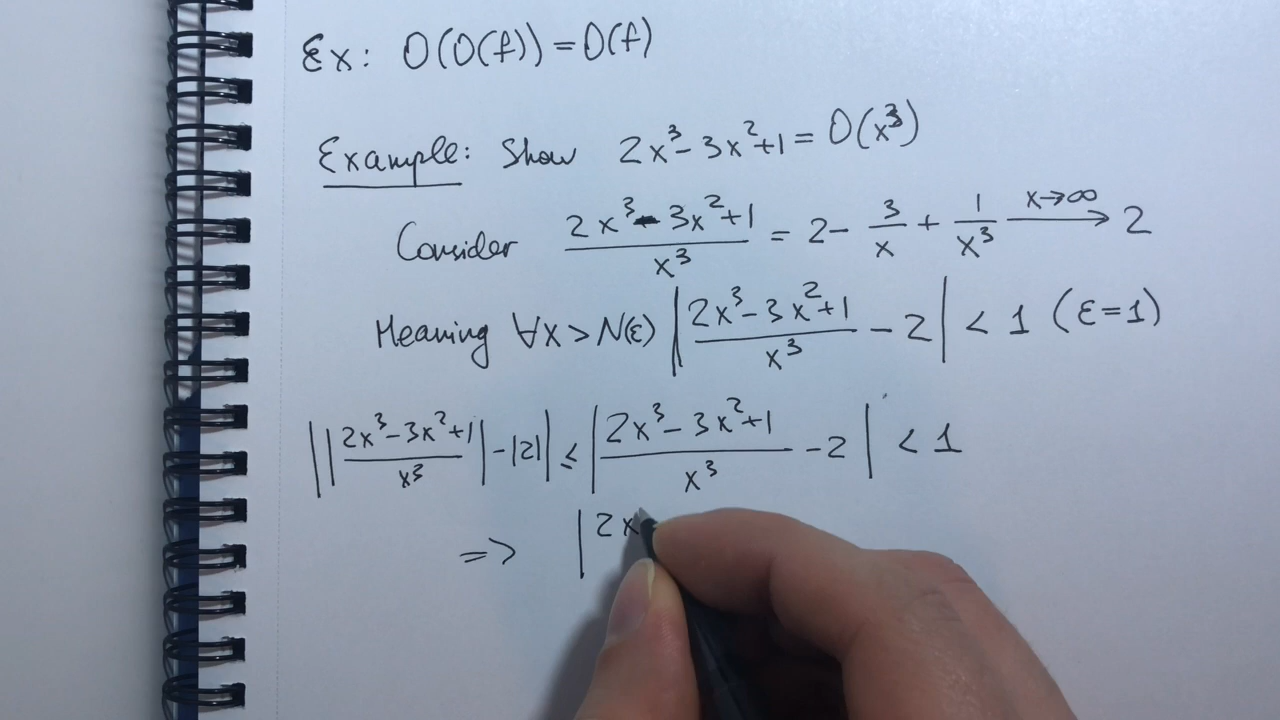 Ex: O(O(f)) = O(f)
Example: Show 2x³ - 3x² + 1 = O(x³)
Consider (2x³ - 3x² + 1)/x³ = 2 - 3/x + 1/x³ —x→∞→ 2
Meaning ∀x > N(ε) |(2x³ - 3x² + 1)/x³ - 2| < 1 (ε=1)
||(2x³ - 3x² + 1)/x³| - |2|| ≤ |(2x³ - 3x² + 1)/x³ - 2| < 1
=> |2x